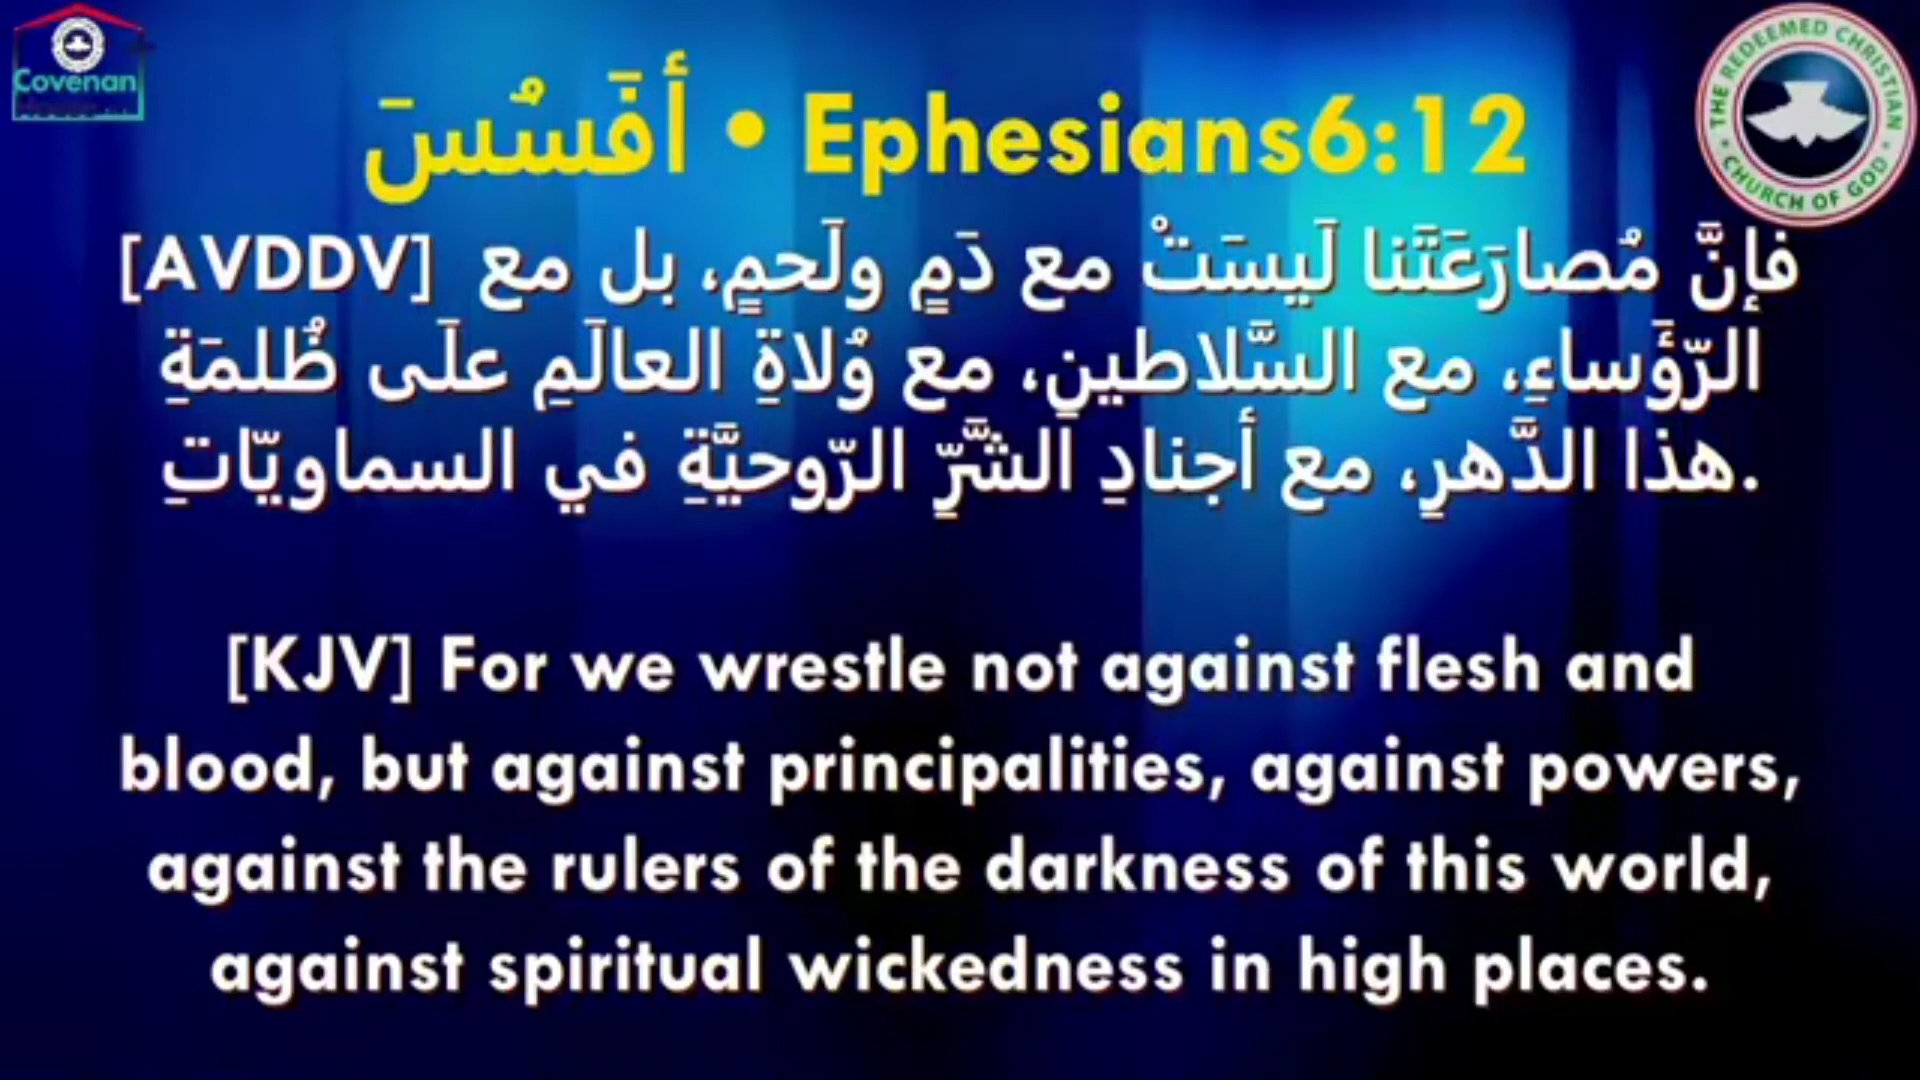 Covenan
THE REDEEMED CHRISTIAN CHURCH OF GOD
أَفَسُسَ • Ephesians6:12
[AVDDV] فإنَّ مُصارَعَتَنا لَيسَتْ مع دَمٍ ولَحمٍ، بل مع
الرّؤَساءِ، مع السَّلاطينِ، مع وُلاةِ العالَمِ علَى ظُلمَةِ
هذا الدَّهرِ، مع أجنادِ الشَّرِّ الرّوحيَّةِ في السماويّاتِ.
[KJV] For we wrestle not against flesh and
blood, but against principalities, against powers,
against the rulers of the darkness of this world,
against spiritual wickedness in high places.